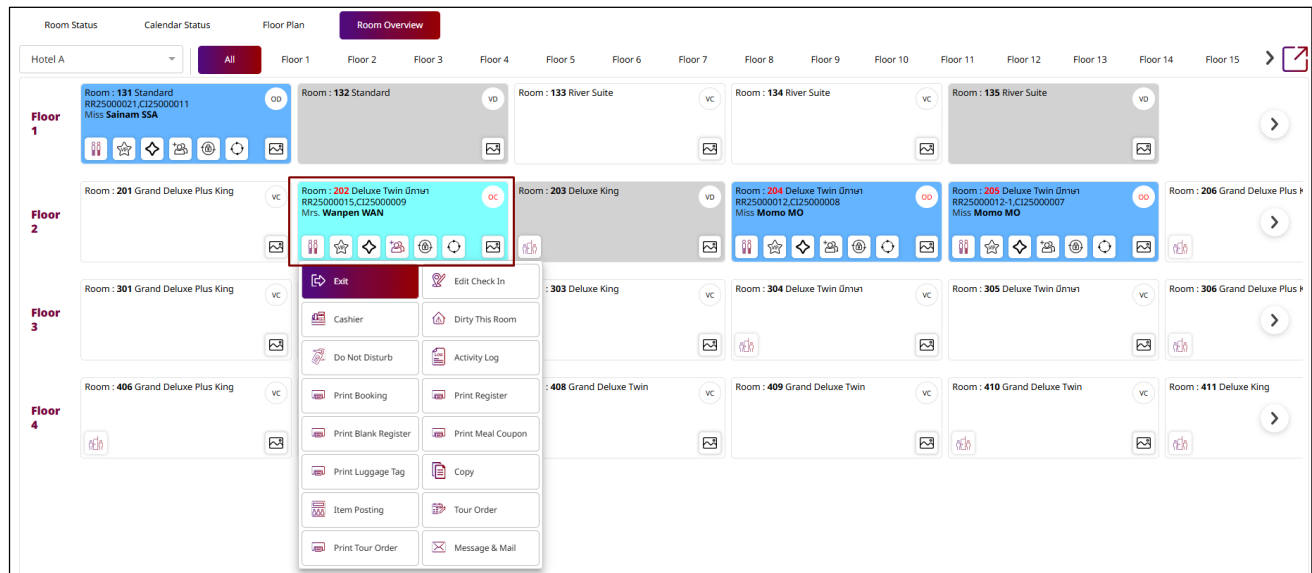 Room Status Calendar Status Floor Plan Room Overview
Hotel A All Floor 1 Floor 2 Floor 3 Floor 4 Floor 5 Floor 6 Floor 7 Floor 8 Floor 9 Floor 10 Floor 11 Floor 12 Floor 13 Floor 14 Floor 15
Floor 1
Room : 131 Standard OD
RR25000021,CI25000011
Miss Sainam SSA
Room : 132 Standard VD
Room : 133 River Suite VC
Room : 134 River Suite VC
Room : 135 River Suite VD
Floor 2
Room : 201 Grand Deluxe Plus King VC
Room : 202 Deluxe Twin มีภาษา OC
RR25000015,CI25000009
Mrs. Wanpen WAN
Room : 203 Deluxe King VD
Room : 204 Deluxe Twin มีภาษา OD
RR25000012,CI25000008
Miss Momo MO
Room : 205 Deluxe Twin มีภาษา OD
RR25000012-1,CI25000007
Miss Momo MO
Room : 206 Grand Deluxe Plus K
Exit Edit Check In
Cashier Dirty This Room
Do Not Disturb Activity Log
Print Booking Print Register
Print Blank Register Print Meal Coupon
Print Luggage Tag Copy
Item Posting Tour Order
Print Tour Order Message & Mail
Floor 3
Room : 301 Grand Deluxe Plus King VC
: 303 Deluxe King VC
Room : 304 Deluxe Twin มีภาษา VC
Room : 305 Deluxe Twin มีภาษา VC
Room : 306 Grand Deluxe Plus K
Floor 4
Room : 406 Grand Deluxe Plus King VC
: 408 Grand Deluxe Twin VC
Room : 409 Grand Deluxe Twin VC
Room : 410 Grand Deluxe Twin VC
Room : 411 Deluxe King